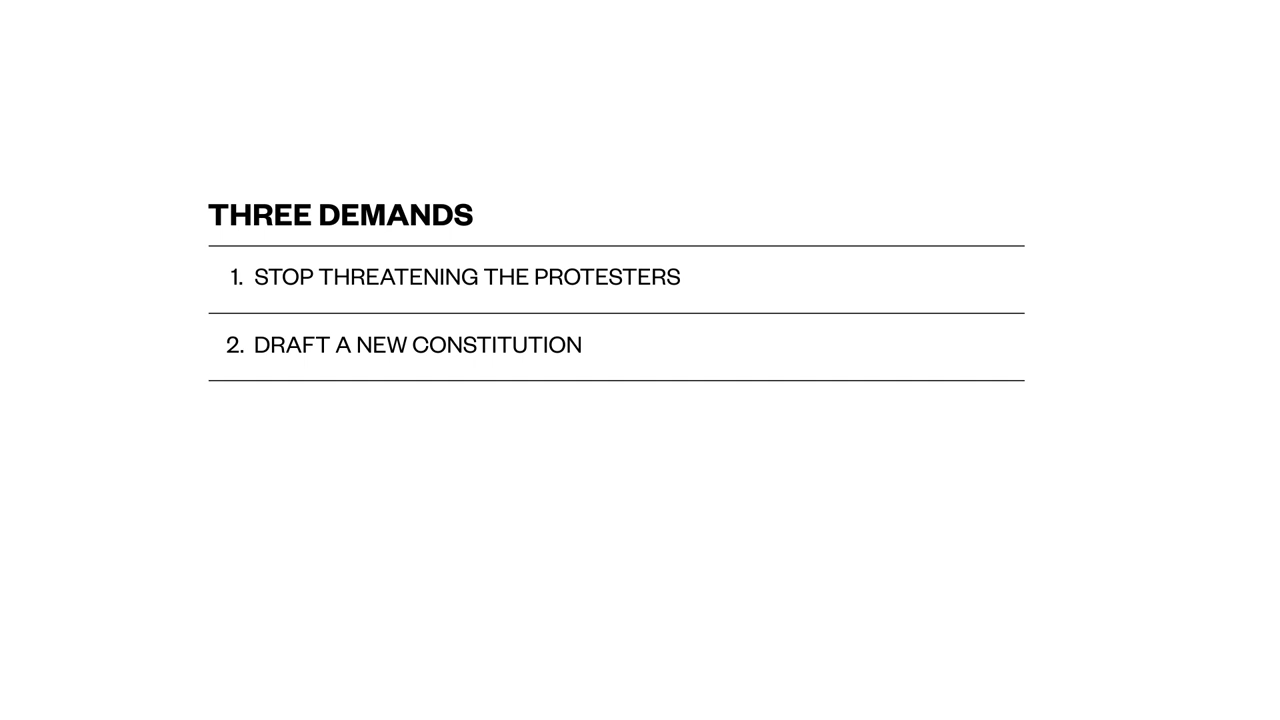 THREE DEMANDS
1. STOP THREATENING THE PROTESTERS
2. DRAFT A NEW CONSTITUTION